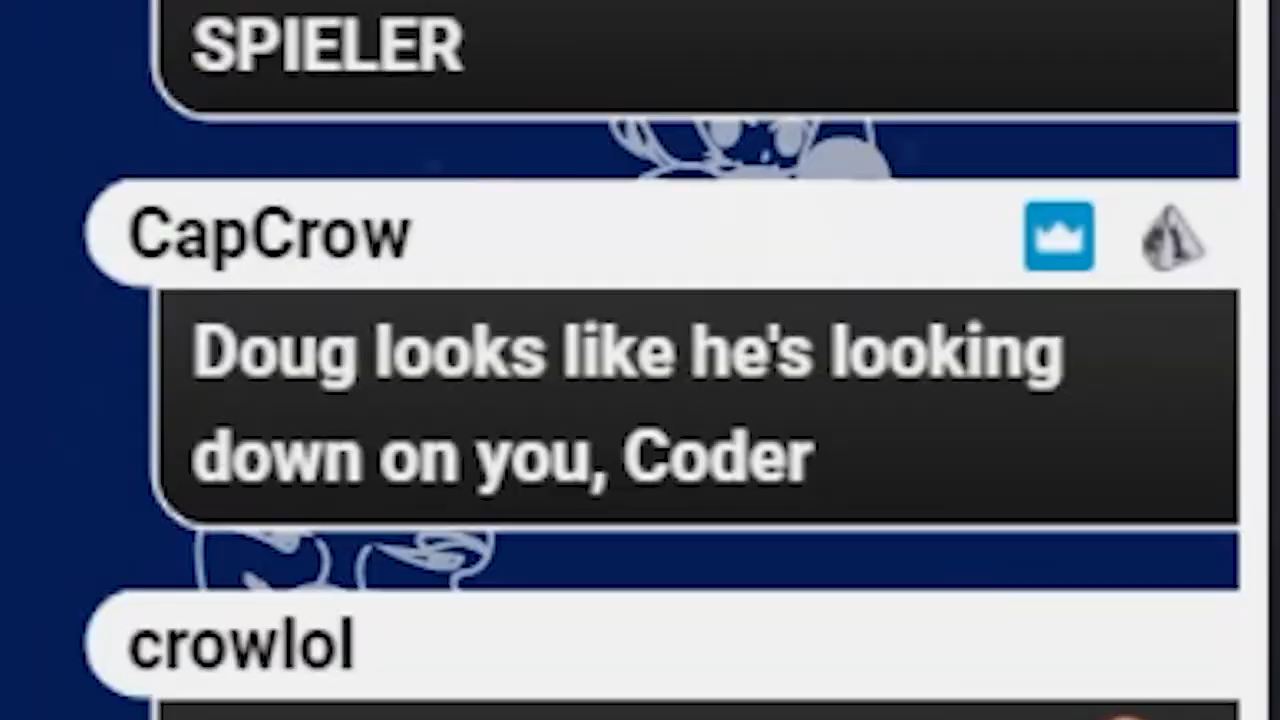 SPIELER
CapCrow
Doug looks like he's looking
down on you, Coder
crowlol